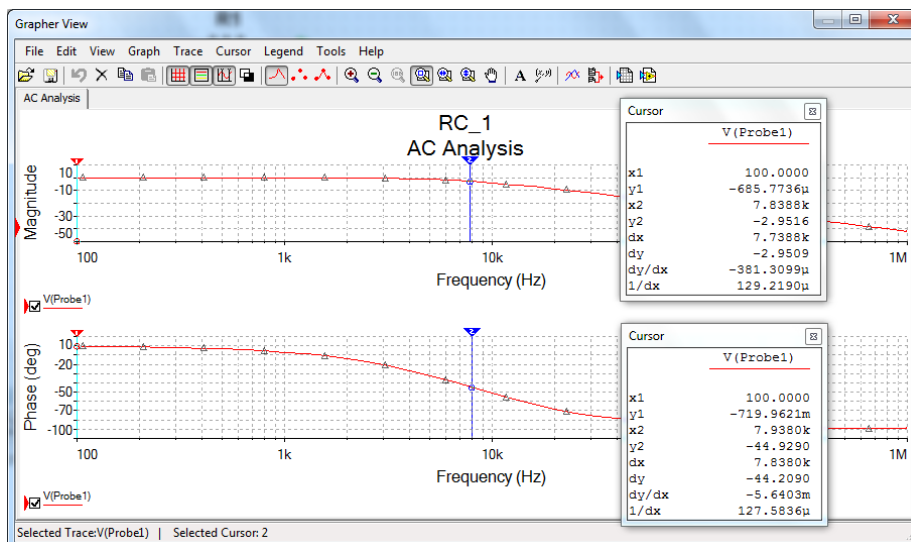 Grapher View
File Edit View Graph Trace Cursor Legend Tools Help
AC Analysis
RC_1
AC Analysis
Magnitude
10
-10
-30
-50
100 1k 10k 1M
Frequency (Hz)
V(Probe1)
Cursor
V(Probe1)
x1 100.0000
y1 -685.7736µ
x2 7.8388k
y2 -2.9516
dx 7.7388k
dy -2.9509
dy/dx -381.3099µ
1/dx 129.2190µ
Phase (deg)
10
-20
-50
-70
-100
100 1k 10k 1M
Frequency (Hz)
V(Probe1)
Cursor
V(Probe1)
x1 100.0000
y1 -719.9621m
x2 7.9380k
y2 -44.9290
dx 7.8380k
dy -44.2090
dy/dx -5.6403m
1/dx 127.5836µ
Selected Trace:V(Probe1) | Selected Cursor: 2